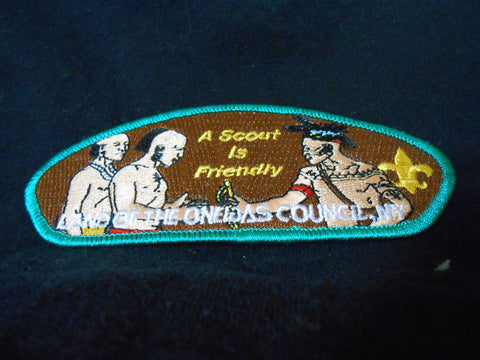 A Scout
is
Friendly
LAND OF THE ONEIDAS COUNCIL, NY